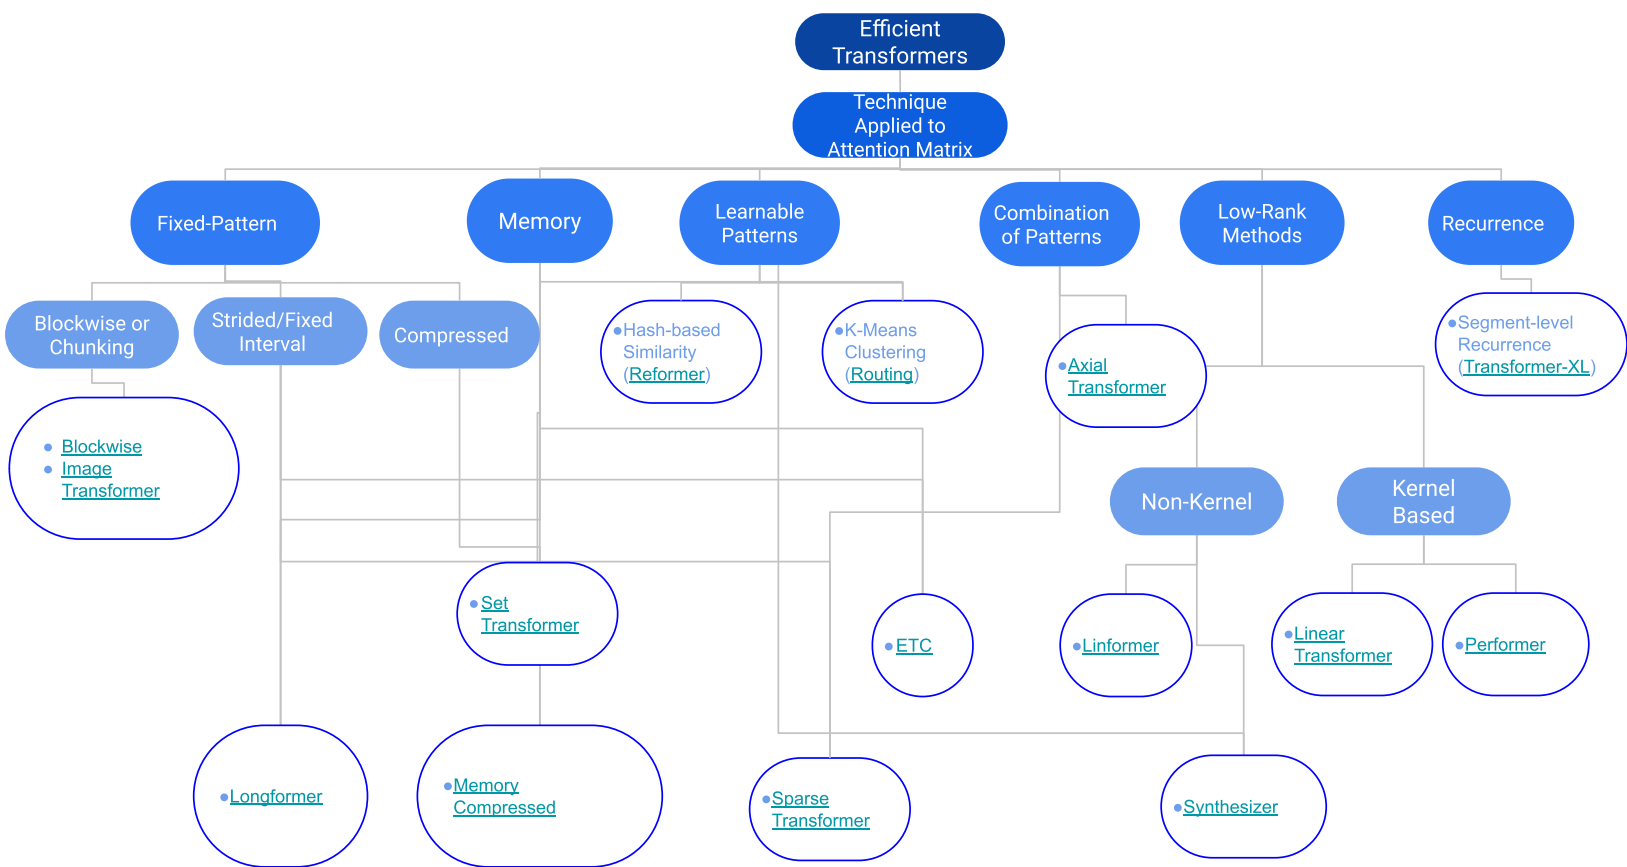 Efficient
Transformers
Technique
Applied to
Attention Matrix
Fixed-Pattern
Memory
Learnable
Patterns
Combination
of Patterns
Low-Rank
Methods
Recurrence
Blockwise or
Chunking
Strided/Fixed
Interval
Compressed
Hash-based
Similarity
(Reformer)
K-Means
Clustering
(Routing)
Axial
Transformer
Segment-level
Recurrence
(Transformer-XL)
Blockwise
Image
Transformer
Non-Kernel
Kernel
Based
Set
Transformer
ETC
Linformer
Linear
Transformer
Performer
Longformer
Memory
Compressed
Sparse
Transformer
Synthesizer